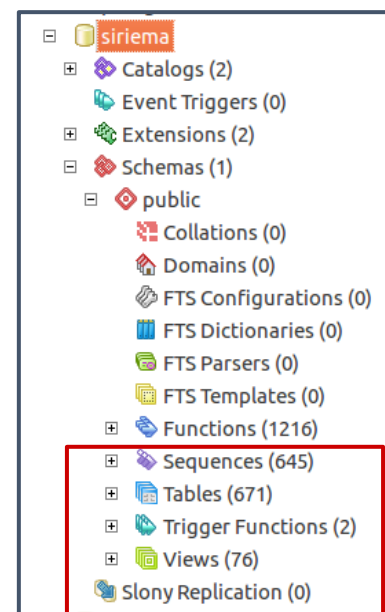 siriema
Catalogs (2)
Event Triggers (0)
Extensions (2)
Schemas (1)
public
Collations (0)
Domains (0)
FTS Configurations (0)
FTS Dictionaries (0)
FTS Parsers (0)
FTS Templates (0)
Functions (1216)
Sequences (645)
Tables (671)
Trigger Functions (2)
Views (76)
Slony Replication (0)